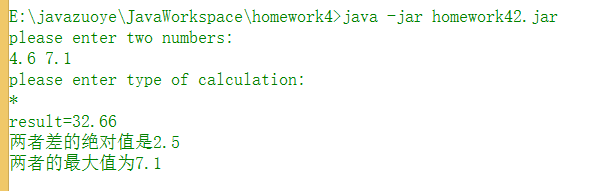 E:\javazuoye\JavaWorkspace\homework4>java -jar homework42.jar
please enter two numbers:
4.6 7.1
please enter type of calculation:
*
result=32.66
两者差的绝对值是2.5
两者的最大值为7.1